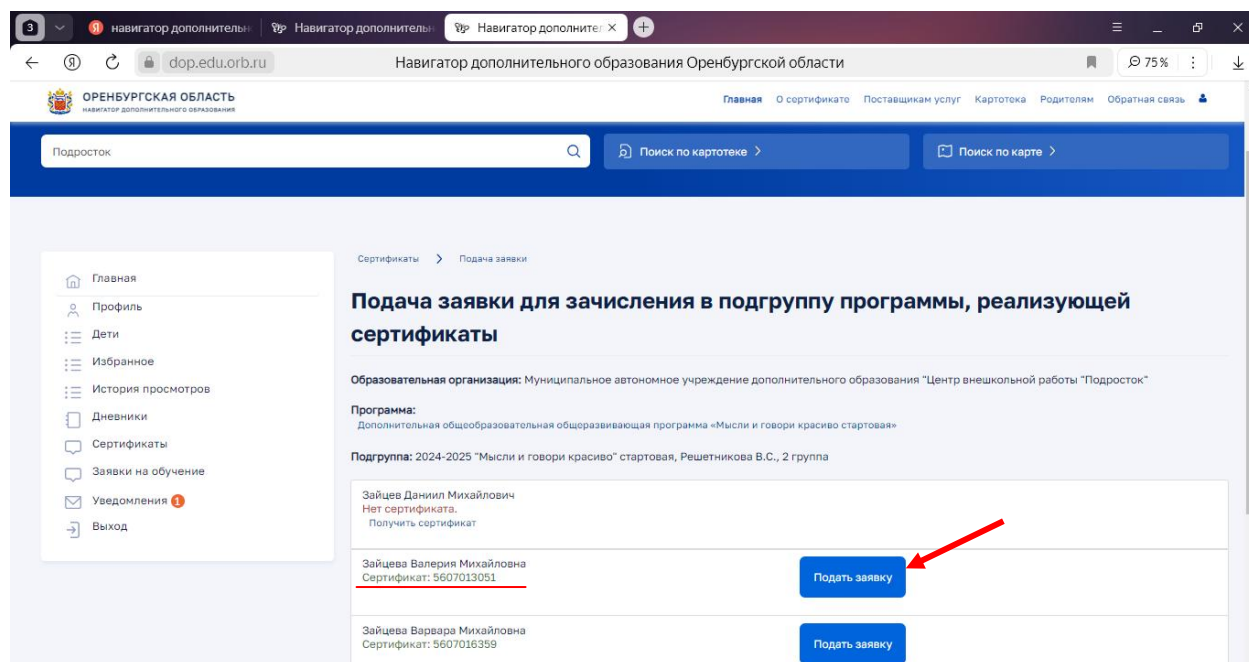 3
навигатор дополнительн
Навигатор дополнительн
Навигатор дополнител
dop.edu.orb.ru
Навигатор дополнительного образования Оренбургской области
75 %
ОРЕНБУРГСКАЯ ОБЛАСТЬ
НАВИГАТОР ДОПОЛНИТЕЛЬНОГО ОБРАЗОВАНИЯ
Главная О сертификате Поставщикам услуг Картотека Родителям Обратная связь
Подросток
Поиск по картотеке >
Поиск по карте >
Главная
Профиль
Дети
Избранное
История просмотров
Дневники
Сертификаты
Заявки на обучение
Уведомления 1
Выход
Сертификаты > Подача заявки
Подача заявки для зачисления в подгруппу программы, реализующей
сертификаты
Образовательная организация: Муниципальное автономное учреждение дополнительного образования "Центр внешкольной работы "Подросток"
Программа:
Дополнительная общеобразовательная общеразвивающая программа «Мысли и говори красиво стартовая»
Подгруппа: 2024-2025 "Мысли и говори красиво" стартовая, Решетникова В.С., 2 группа
Зайцев Даниил Михайлович
Нет сертификата.
Получить сертификат
Зайцева Валерия Михайловна
Сертификат: 5607013051
Подать заявку
Зайцева Варвара Михайловна
Сертификат: 5607016359
Подать заявку